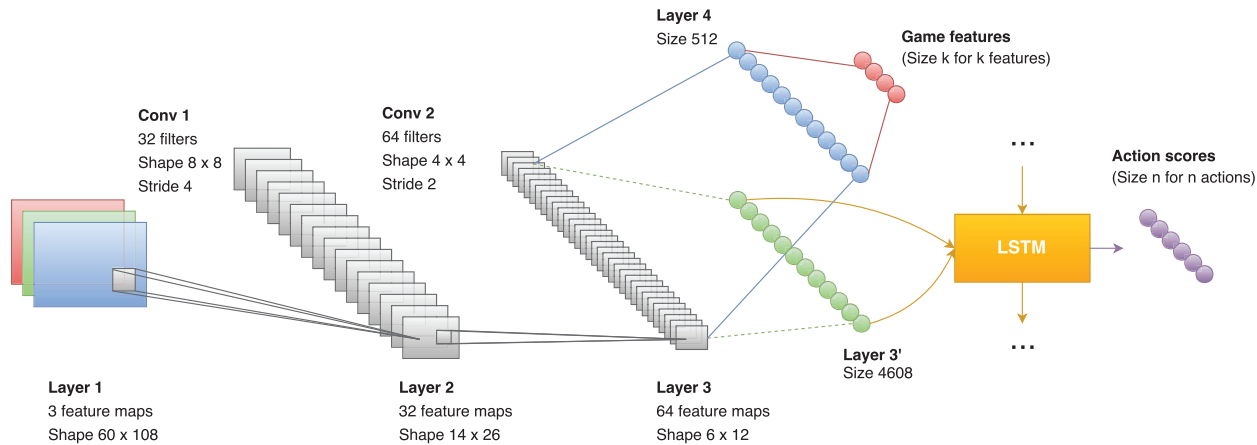 Layer 4
Size 512
Game features
(Size k for k features)
Conv 1
32 filters
Shape 8 x 8
Stride 4
Conv 2
64 filters
Shape 4 x 4
Stride 2
...
Action scores
(Size n for n actions)
LSTM
...
Layer 3'
Size 4608
Layer 1
3 feature maps
Shape 60 x 108
Layer 2
32 feature maps
Shape 14 x 26
Layer 3
64 feature maps
Shape 6 x 12